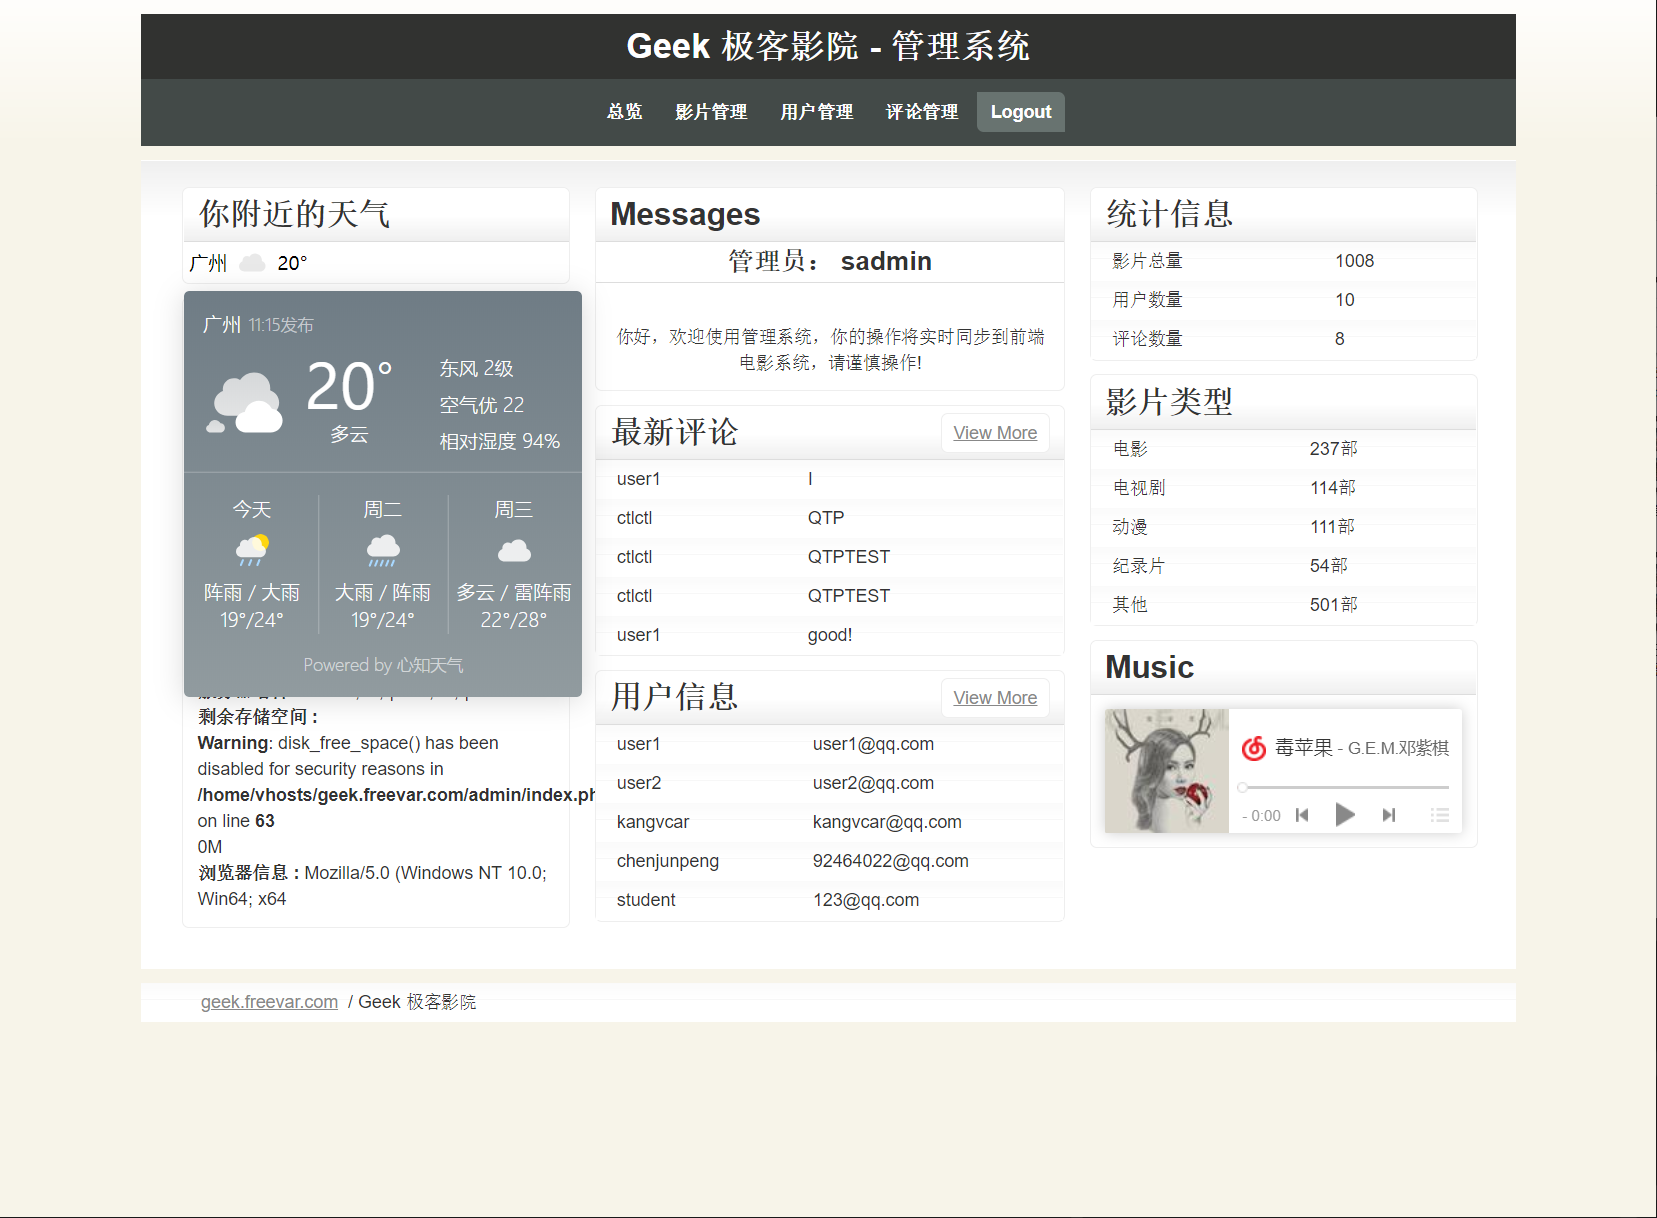 Geek 极客影院 - 管理系统
总览 影片管理 用户管理 评论管理 Logout
你附近的天气
广州 20°
广州 11:15发布
20°
多云
东风 2级
空气优 22
相对湿度 94%
今天 周二 周三
阵雨 / 大雨 大雨 / 阵雨 多云 / 雷阵雨
19°/24° 19°/24° 22°/28°
Powered by 心知天气
剩余存储空间 :
Warning: disk_free_space() has been
disabled for security reasons in
/home/vhosts/geek.freevar.com/admin/index.ph
on line 63
0M
浏览器信息 : Mozilla/5.0 (Windows NT 10.0;
Win64; x64
Messages
管理员： sadmin
你好，欢迎使用管理系统，你的操作将实时同步到前端
电影系统，请谨慎操作!
最新评论 View More
user1 I
ctlctl QTP
ctlctl QTPTEST
ctlctl QTPTEST
user1 good!
用户信息 View More
user1 user1@qq.com
user2 user2@qq.com
kangvcar kangvcar@qq.com
chenjunpeng 92464022@qq.com
student 123@qq.com
统计信息
影片总量 1008
用户数量 10
评论数量 8
影片类型
电影 237部
电视剧 114部
动漫 111部
纪录片 54部
其他 501部
Music
毒苹果 - G.E.M.邓紫棋
- 0:00
geek.freevar.com / Geek 极客影院